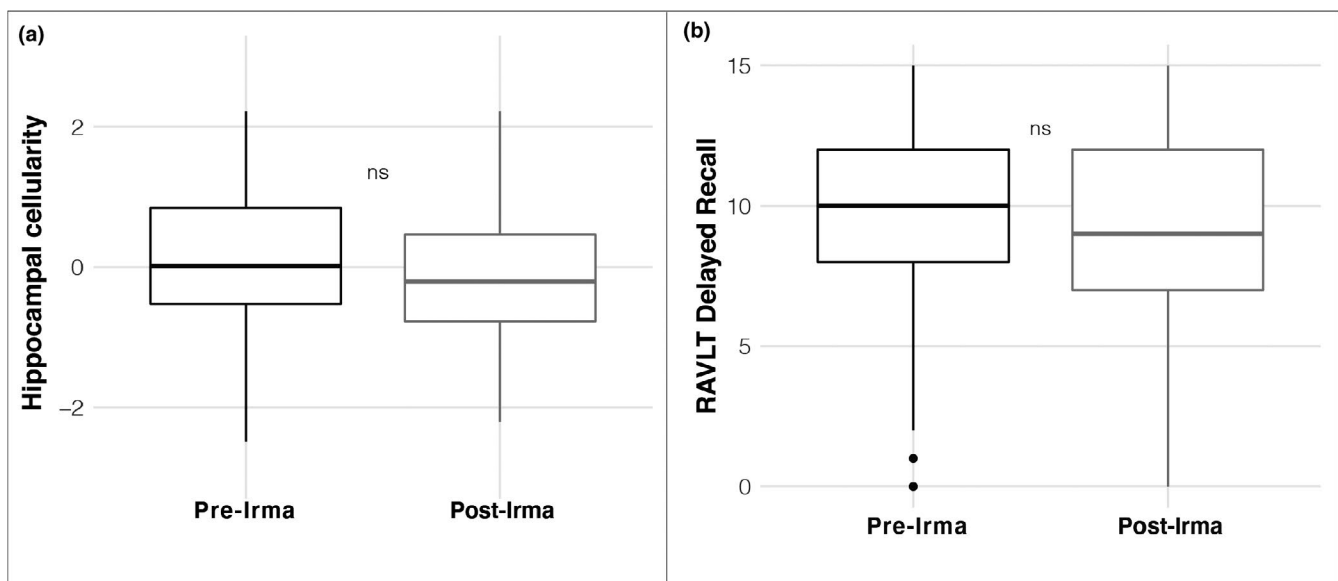 (a)
Hippocampal cellularity
2
0
−2
ns
Pre-Irma
Post-Irma
(b)
RAVLT Delayed Recall
15
10
5
0
ns
Pre-Irma
Post-Irma